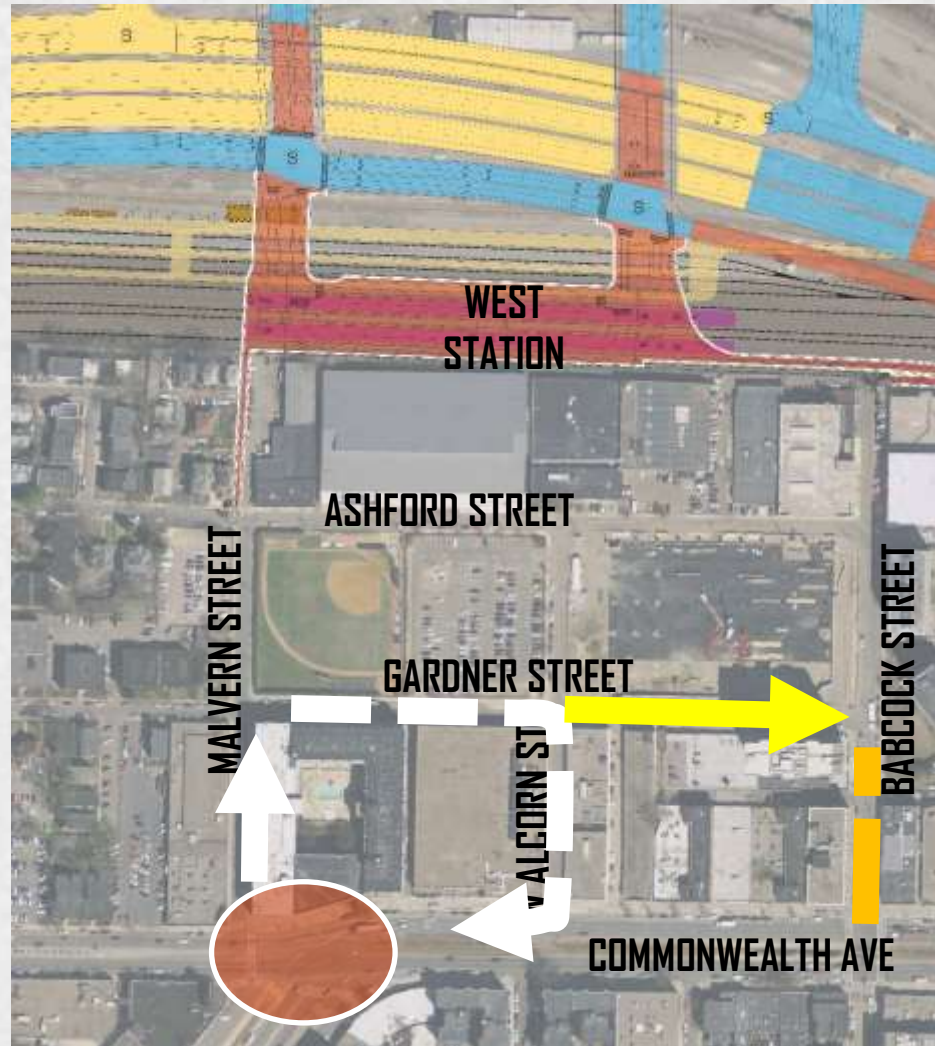 WEST
STATION
ASHFORD STREET
MALVERN STREET
BABCOCK STREET
GARDNER STREET
ALCORN ST
COMMONWEALTH AVE